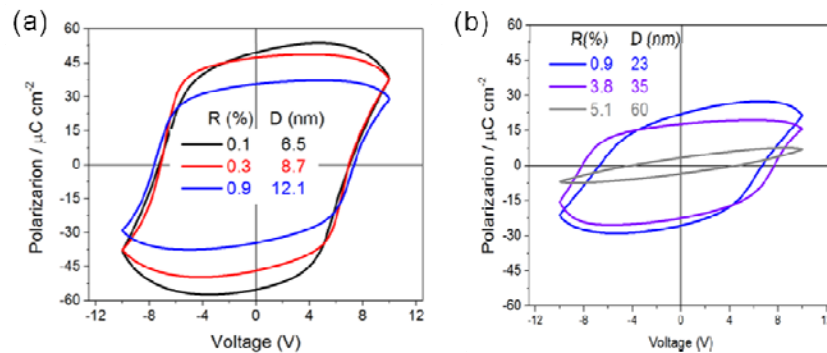 (a)
60
45
30
15
0
-15
-30
-45
-60
Polarizarion / μC cm⁻²
R (%) D (nm)
0.1 6.5
0.3 8.7
0.9 12.1
-12 -8 -4 0 4 8 12
Voltage (V)
(b)
60
45
30
15
0
-15
-30
-45
-60
Polarizarion / μC cm⁻²
R(%) D (nm)
0.9 23
3.8 35
5.1 60
-12 -8 -4 0 4 8 12
Voltage (V)